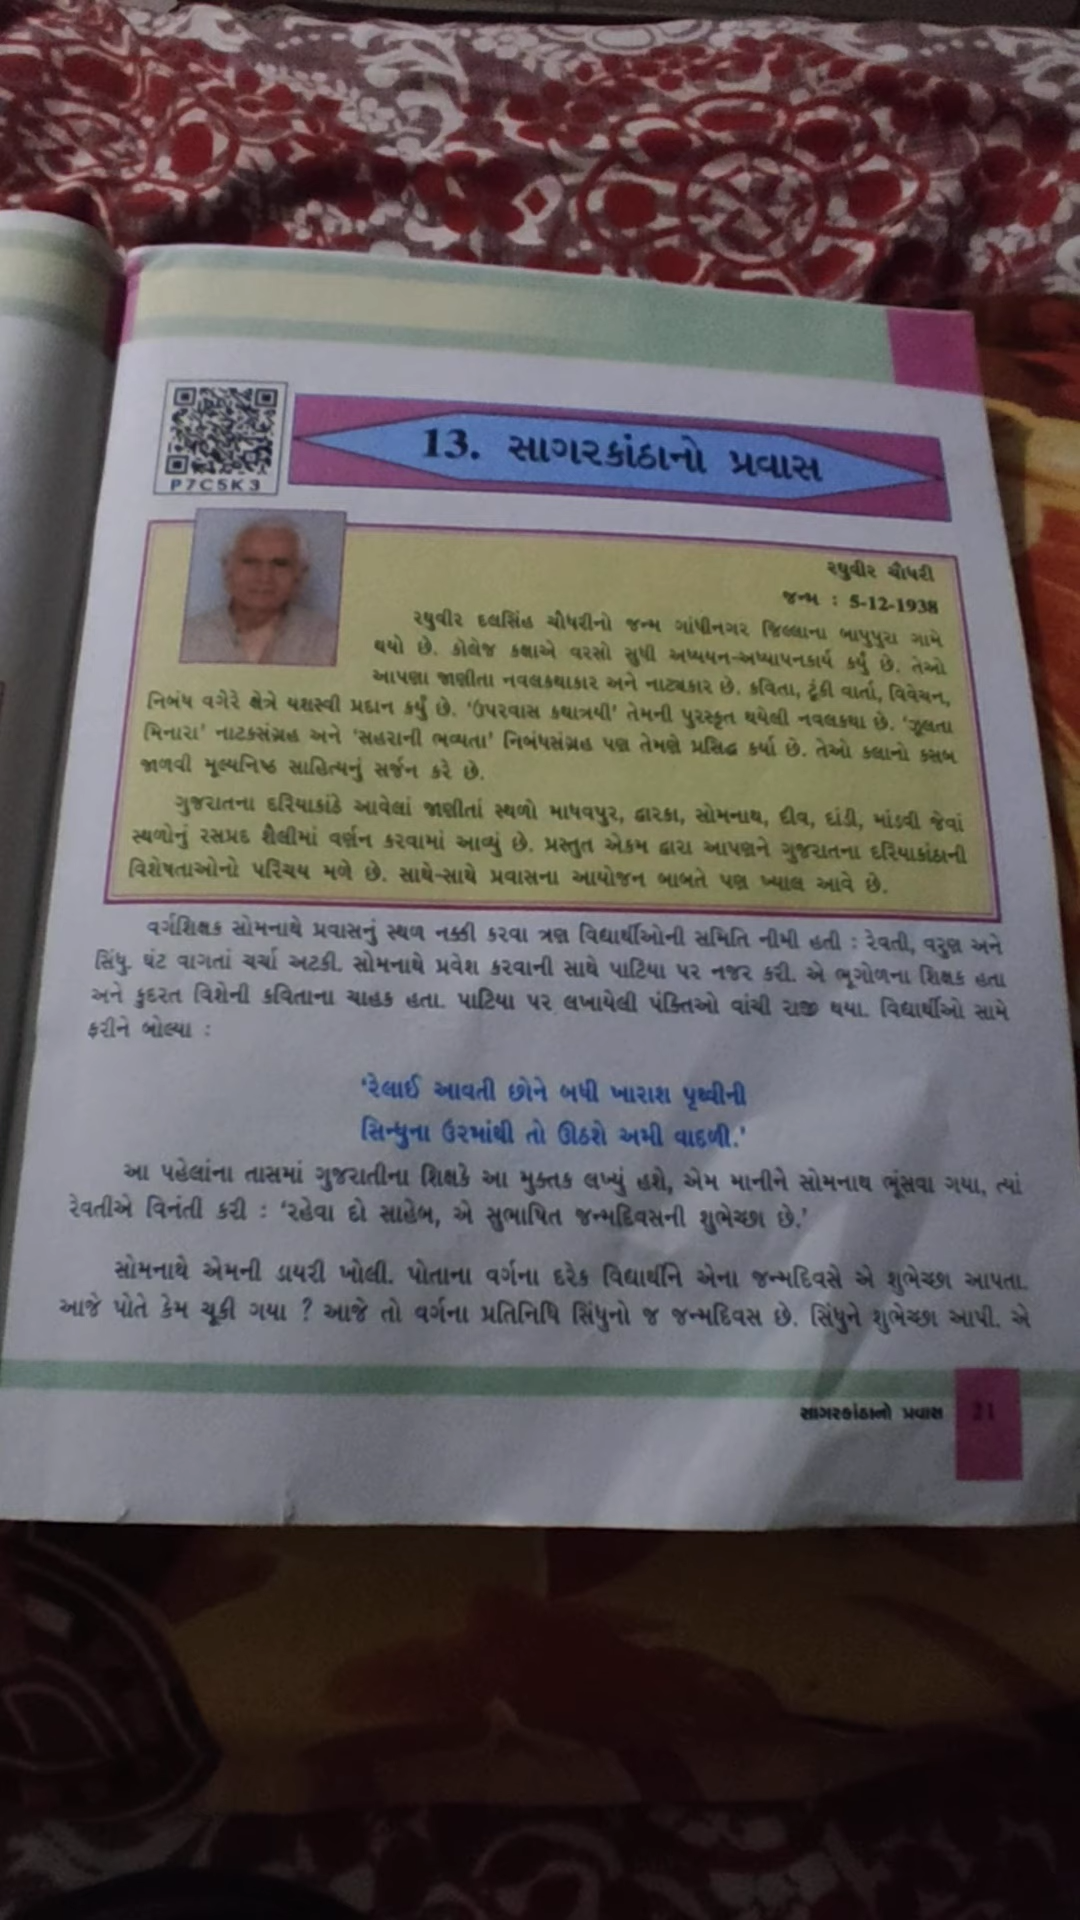 P7C5K3
13. સાગરકાંઠાનો પ્રવાસ
રઘુવીર ચૌધરી
જન્મ : 5-12-1938
રઘુવીર દલસિંહ ચૌધરીનો જન્મ ગાંધીનગર જિલ્લાના બાપુપુરા ગામે
થયો છે. કોલેજ કક્ષાએ વરસો સુધી અધ્યયન-અધ્યાપનકાર્ય કર્યું છે. તેઓ
આપણા જાણીતા નવલકથાકાર અને નાટ્યકાર છે. કવિતા, ટૂંકી વાર્તા, વિવેચન,
નિબંધ વગેરે ક્ષેત્રે યશસ્વી પ્રદાન કર્યું છે. ‘ઉપરવાસ કથાત્રયી’ તેમની પુરસ્કૃત થયેલી નવલકથા છે. ‘ઝૂલતા
મિનારા’ નાટકસંગ્રહ અને ‘સહરાની ભવ્યતા’ નિબંધસંગ્રહ પણ તેમણે પ્રસિદ્ધ કર્યા છે. તેઓ કલાનો કસબ
જાળવી મૂલ્યનિષ્ઠ સાહિત્યનું સર્જન કરે છે.
ગુજરાતના દરિયાકાંઠે આવેલાં જાણીતાં સ્થળો માધવપુર, દ્વારકા, સોમનાથ, દીવ, દાંડી, માંડવી જેવાં
સ્થળોનું રસપ્રદ શૈલીમાં વર્ણન કરવામાં આવ્યું છે. પ્રસ્તુત એકમ દ્વારા આપણને ગુજરાતના દરિયાકાંઠાની
વિશેષતાઓનો પરિચય મળે છે. સાથે-સાથે પ્રવાસના આયોજન બાબતે પણ ખ્યાલ આવે છે.
વર્ગશિક્ષક સોમનાથે પ્રવાસનું સ્થળ નક્કી કરવા ત્રણ વિદ્યાર્થીઓની સમિતિ નીમી હતી : રેવતી, વરુણ અને
સિંધુ. ઘંટ વાગતાં ચર્ચા અટકી. સોમનાથે પ્રવેશ કરવાની સાથે પાટિયા પર નજર કરી. એ ભૂગોળના શિક્ષક હતા
અને કુદરત વિશેની કવિતાના ચાહક હતા. પાટિયા પર લખાયેલી પંક્તિઓ વાંચી રાજી થયા. વિદ્યાર્થીઓ સામે
ફરીને બોલ્યા :
‘રેલાઈ આવતી છોને બધી ખારાશ પૃથ્વીની
સિન્ધુના ઉરમાંથી તો ઊઠશે અમી વાદળી.’
આ પહેલાંના તાસમાં ગુજરાતીના શિક્ષકે આ મુક્તક લખ્યું હશે, એમ માનીને સોમનાથ ભૂંસવા ગયા, ત્યાં
રેવતીએ વિનંતી કરી : ‘રહેવા દો સાહેબ, એ સુભાષિત જન્મદિવસની શુભેચ્છા છે.’
સોમનાથે એમની ડાયરી ખોલી. પોતાના વર્ગના દરેક વિદ્યાર્થીને એના જન્મદિવસે એ શુભેચ્છા આપતા.
આજે પોતે કેમ ચૂકી ગયા ? આજે તો વર્ગના પ્રતિનિધિ સિંધુનો જ જન્મદિવસ છે. સિંધુને શુભેચ્છા આપી. એ
સાગરકાંઠાનો પ્રવાસ 21